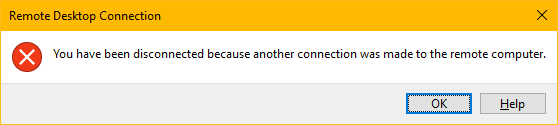 Remote Desktop Connection
You have been disconnected because another connection was made to the remote computer.
OK
Help